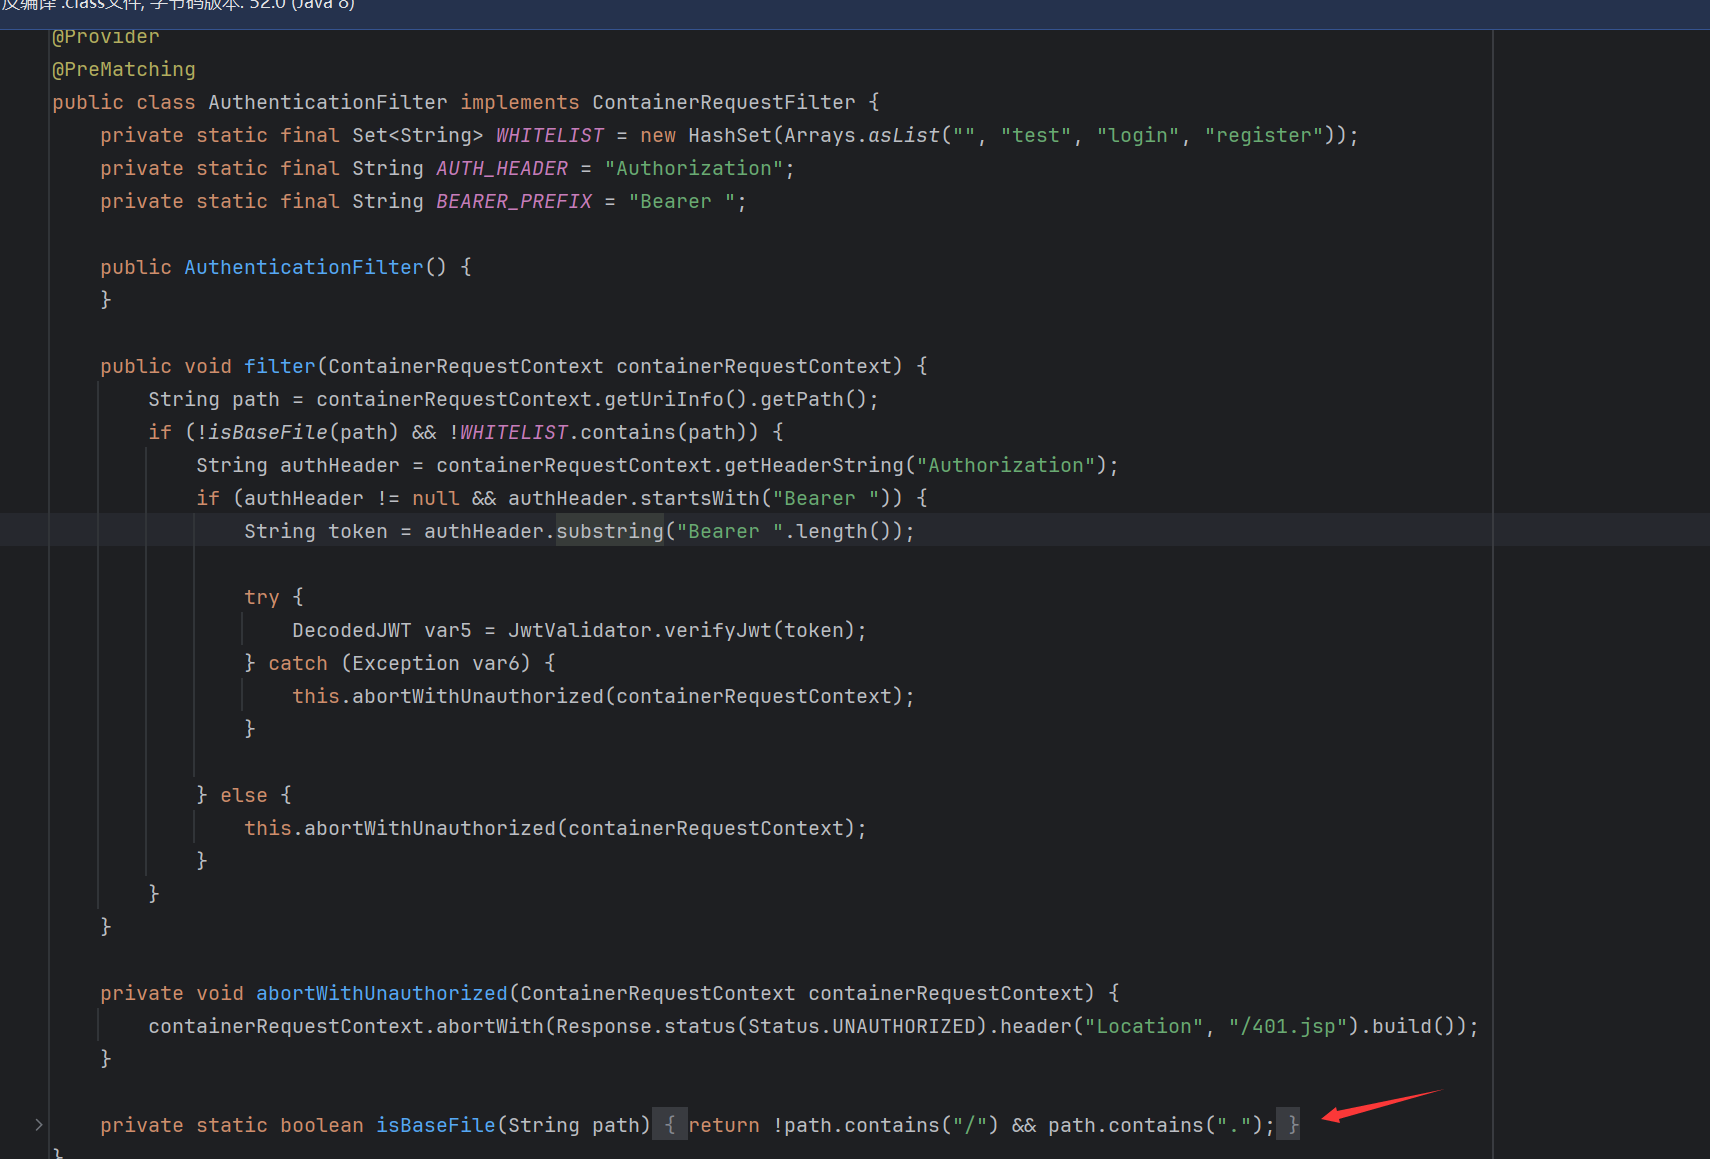 反编译 .class文件, 字节码版本: 52.0 (Java 8)
@Provider
@PreMatching
public class AuthenticationFilter implements ContainerRequestFilter {
    private static final Set<String> WHITELIST = new HashSet(Arrays.asList("", "test", "login", "register"));
    private static final String AUTH_HEADER = "Authorization";
    private static final String BEARER_PREFIX = "Bearer ";
    public AuthenticationFilter() {
    }
    public void filter(ContainerRequestContext containerRequestContext) {
        String path = containerRequestContext.getUriInfo().getPath();
        if (!isBaseFile(path) && !WHITELIST.contains(path)) {
            String authHeader = containerRequestContext.getHeaderString("Authorization");
            if (authHeader != null && authHeader.startsWith("Bearer ")) {
                String token = authHeader.substring("Bearer ".length());
                try {
                    DecodedJWT var5 = JwtValidator.verifyJwt(token);
                } catch (Exception var6) {
                    this.abortWithUnauthorized(containerRequestContext);
                }
            } else {
                this.abortWithUnauthorized(containerRequestContext);
            }
        }
    }
    private void abortWithUnauthorized(ContainerRequestContext containerRequestContext) {
        containerRequestContext.abortWith(Response.status(Status.UNAUTHORIZED).header("Location", "/401.jsp").build());
    }
    private static boolean isBaseFile(String path) { return !path.contains("/") && path.contains("."); }
}